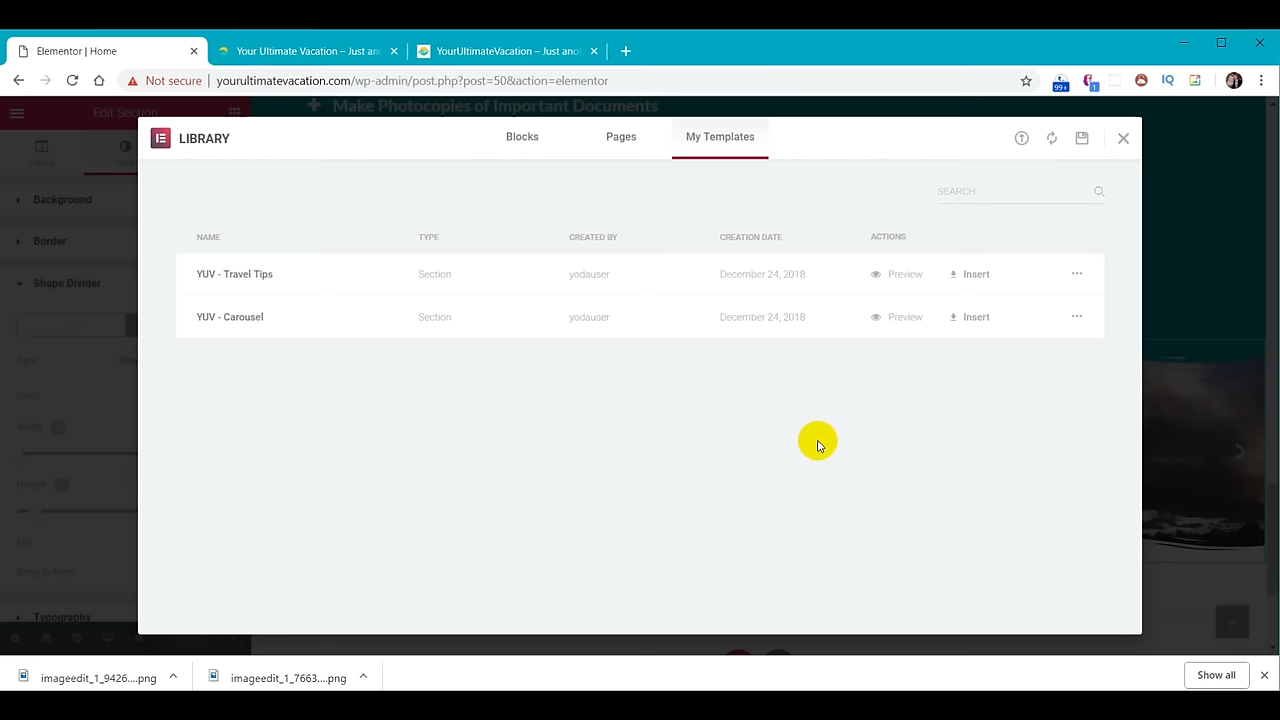 Elementor | Home
Your Ultimate Vacation – Just an
YourUltimateVacation – Just anot
Not secure | yourultimatevacation.com/wp-admin/post.php?post=50&action=elementor
99+
1
IQ
Make Photocopies of Important Documents
Edit Section
LIBRARY
Blocks
Pages
My Templates
SEARCH
NAME TYPE CREATED BY CREATION DATE ACTIONS
YUV - Travel Tips Section yodauser December 24, 2018 Preview Insert
YUV - Carousel Section yodauser December 24, 2018 Preview Insert
Background
Border
Shape Divider
Type
Color
Width
Height
Flip
Bring to Front
Typography
imageedit_1_9426....png
imageedit_1_7663....png
Show all